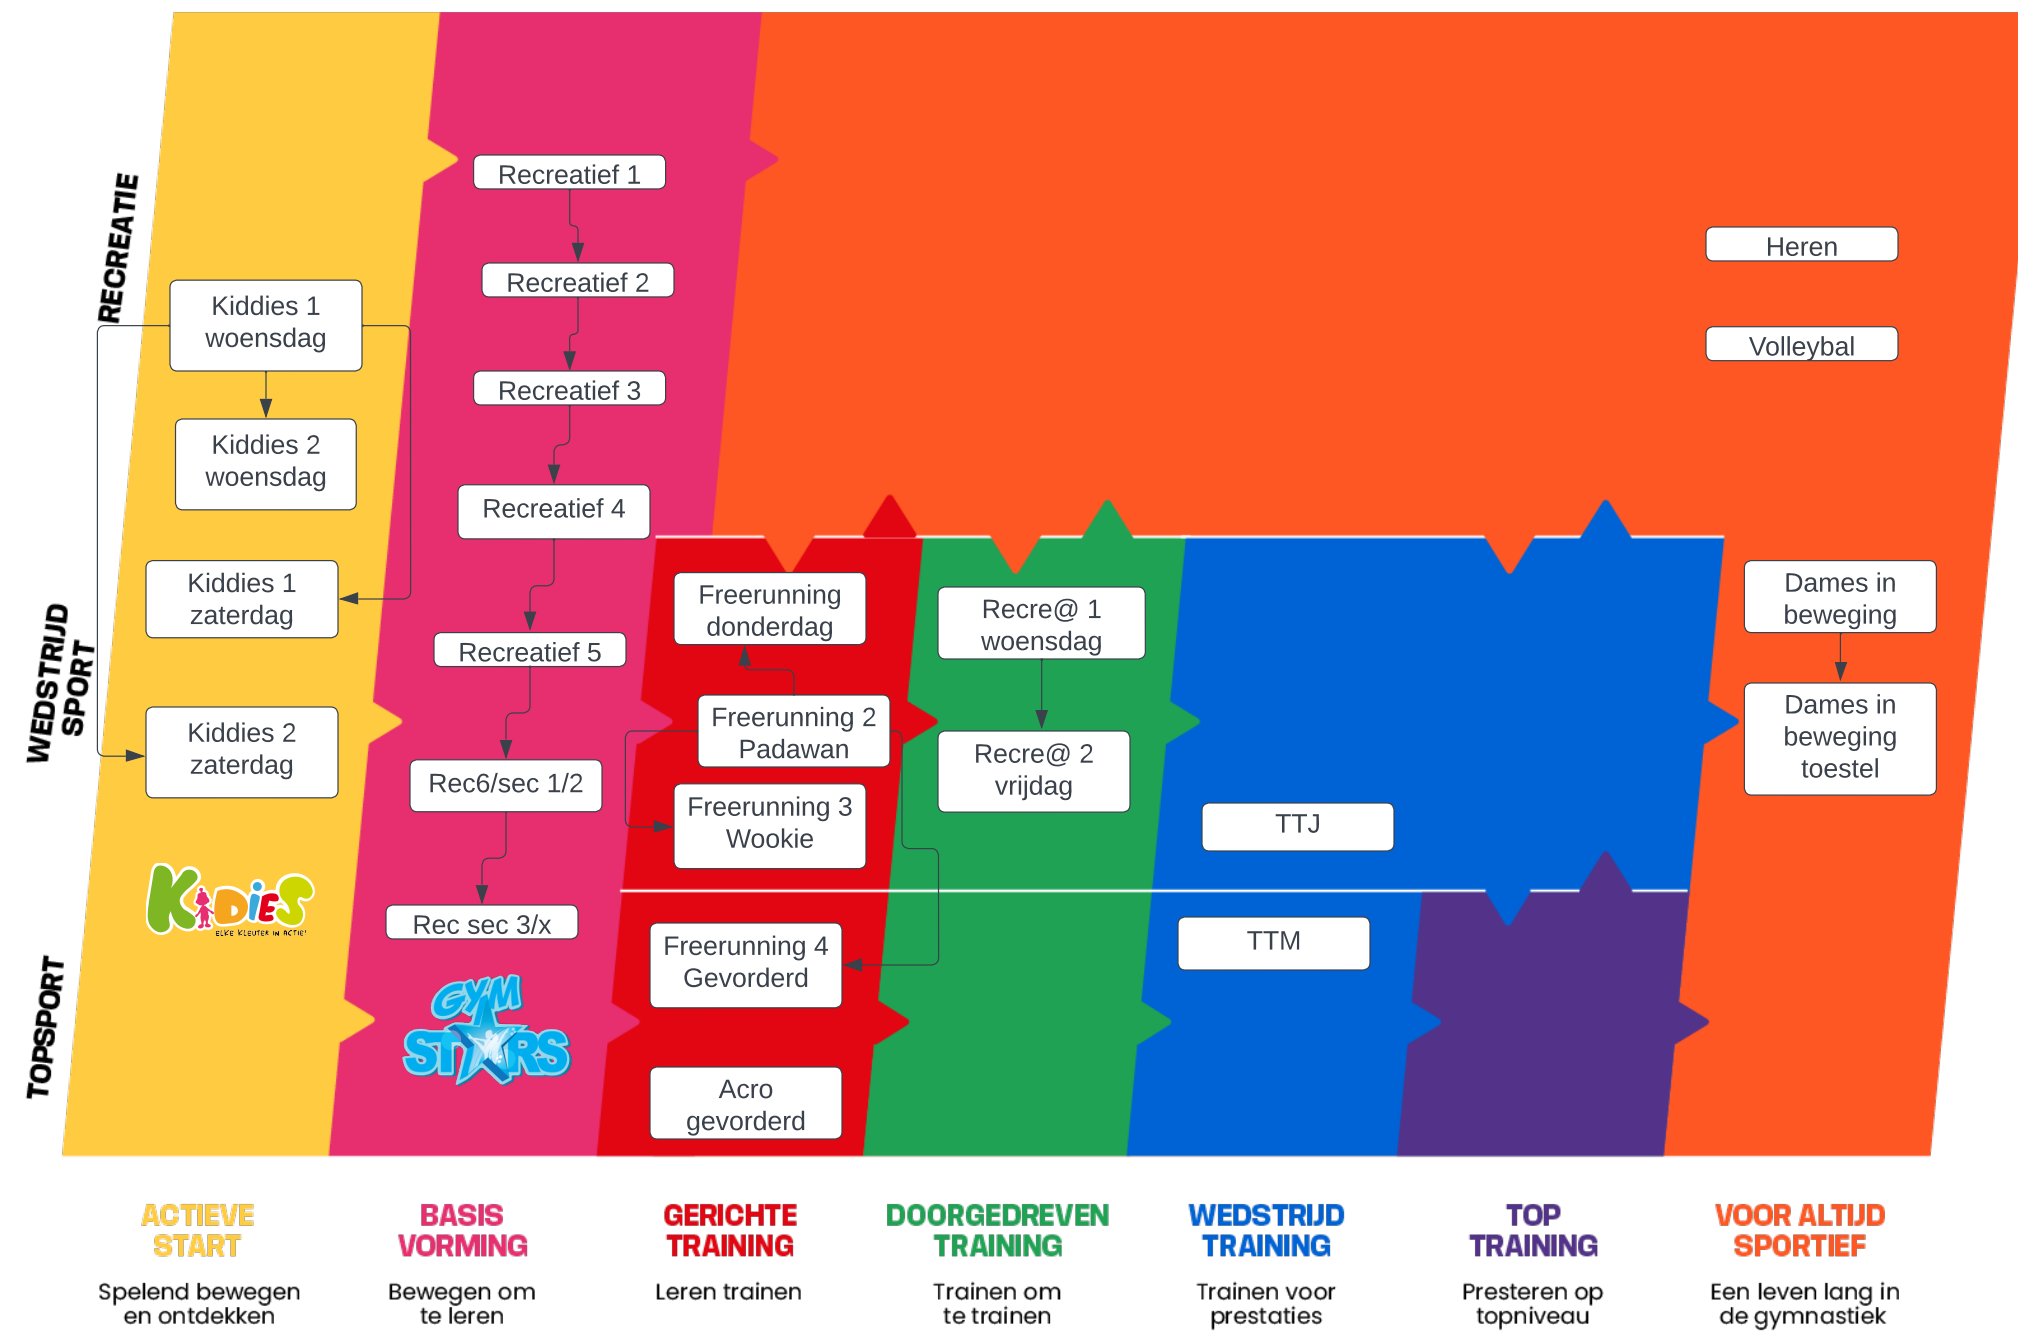 RECREATIE
WEDSTRIJD
SPORT
TOPSPORT
Kiddies 1
woensdag
Kiddies 2
woensdag
Kiddies 1
zaterdag
Kiddies 2
zaterdag
KidiES
ELKE KLEUTER IN ACTIE!
Recreatief 1
Recreatief 2
Recreatief 3
Recreatief 4
Recreatief 5
Rec6/sec 1/2
Rec sec 3/x
GYM
STARS
Freerunning
donderdag
Freerunning 2
Padawan
Freerunning 3
Wookie
Freerunning 4
Gevorderd
Acro
gevorderd
Recre@ 1
woensdag
Recre@ 2
vrijdag
TTJ
TTM
Heren
Volleybal
Dames in
beweging
Dames in
beweging
toestel
ACTIEVE
START
Spelend bewegen
en ontdekken
BASIS
VORMING
Bewegen om
te leren
GERICHTE
TRAINING
Leren trainen
DOORGEDREVEN
TRAINING
Trainen om
te trainen
WEDSTRIJD
TRAINING
Trainen voor
prestaties
TOP
TRAINING
Presteren op
topniveau
VOOR ALTIJD
SPORTIEF
Een leven lang in
de gymnastiek